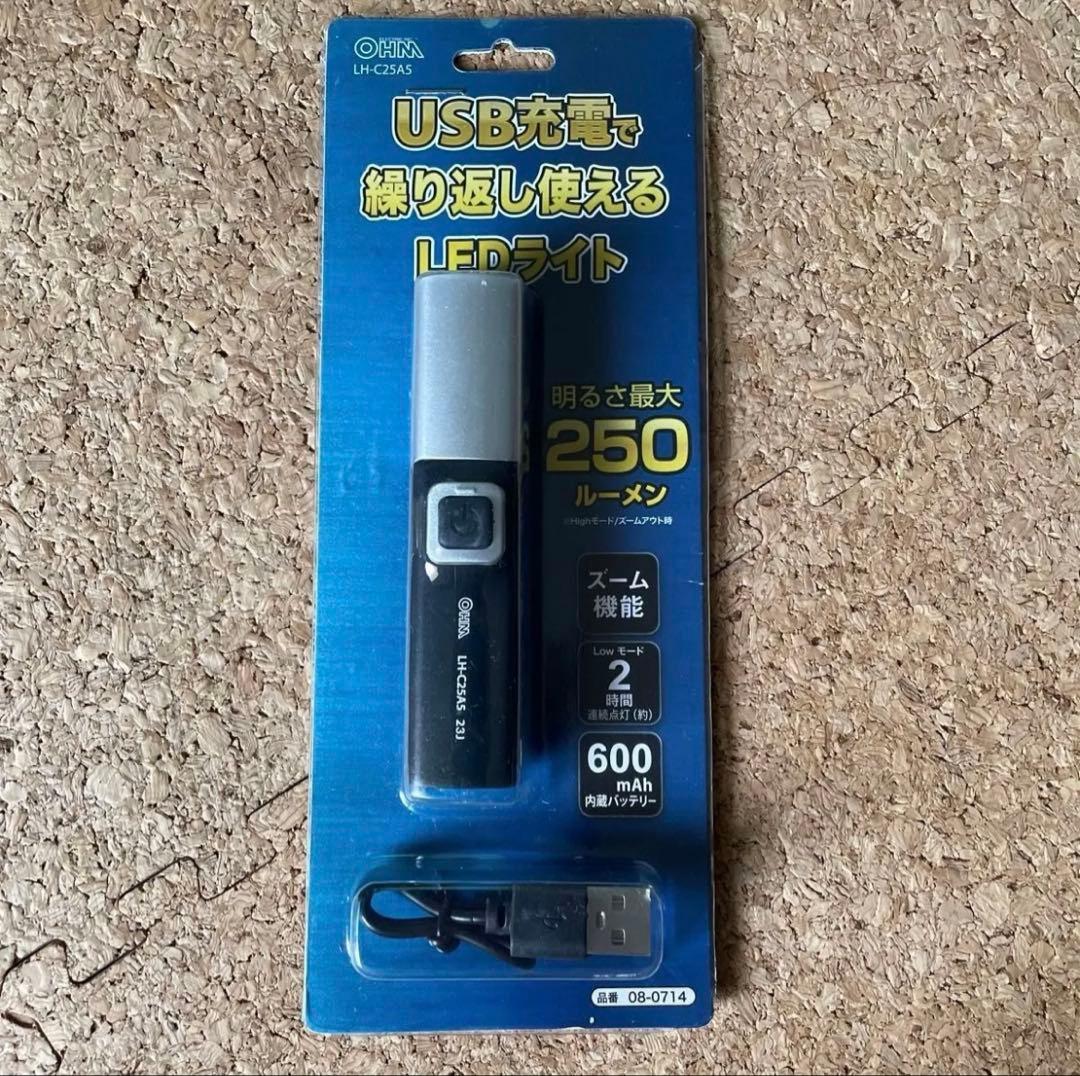 OHM
LH-C25A5
USB充電で
繰り返し使える
LEDライト
明るさ最大
250
ルーメン
※Highモード/ズームアウト時
ズーム
機能
Low モード
2
時間
連続点灯(約)
600
mAh
内蔵バッテリー
OHM LH-C25A5 23J
品番 08-0714